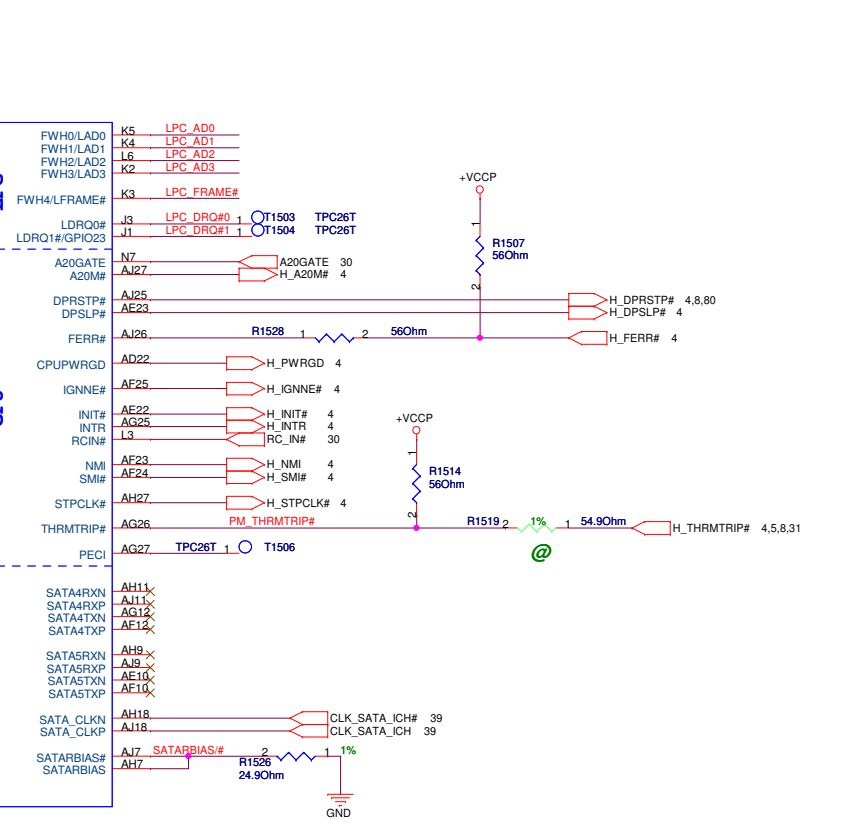 FWH0/LAD0 K5 LPC_AD0
FWH1/LAD1 K4 LPC_AD1
FWH2/LAD2 L6 LPC_AD2
FWH3/LAD3 K2 LPC_AD3
FWH4/LFRAME# K3 LPC_FRAME#
LDRQ0# J3 LPC_DRQ#0 1 T1503 TPC26T
LDRQ1#/GPIO23 J1 LPC_DRQ#1 1 T1504 TPC26T
+VCCP
1
R1507
56Ohm
2
A20GATE N7 A20GATE 30
A20M# AJ27 H_A20M# 4
DPRSTP# AJ25 H_DPRSTP# 4,8,80
DPSLP# AE23 H_DPSLP# 4
FERR# AJ26 R1528 1 2 56Ohm H_FERR# 4
CPUPWRGD AD22 H_PWRGD 4
IGNNE# AF25 H_IGNNE# 4
INIT# AE22 H_INIT# 4
INTR AG25 H_INTR 4
RCIN# L3 RC_IN# 30
+VCCP
1
R1514
56Ohm
2
NMI AF23 H_NMI 4
SMI# AF24 H_SMI# 4
STPCLK# AH27 H_STPCLK# 4
THRMTRIP# AG26 PM_THRMTRIP# R1519 2 1% 1 54.9Ohm H_THRMTRIP# 4,5,8,31
@
PECI AG27 TPC26T 1 T1506
SATA4RXN AH11
SATA4RXP AJ11
SATA4TXN AG12
SATA4TXP AF12
SATA5RXN AH9
SATA5RXP AJ9
SATA5TXN AE10
SATA5TXP AF10
SATA_CLKN AH18 CLK_SATA_ICH# 39
SATA_CLKP AJ18 CLK_SATA_ICH 39
SATARBIAS# AJ7 SATARBIAS/# 2 1 1%
SATARBIAS AH7 R1526
24.9Ohm
GND